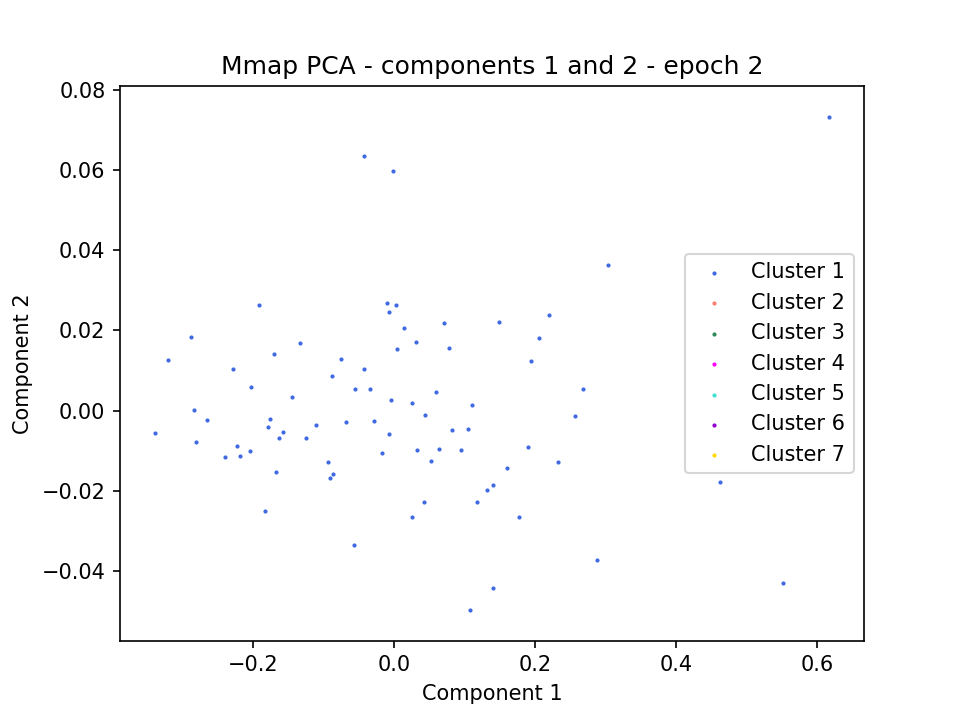 Mmap PCA - components 1 and 2 - epoch 2
0.08
0.06
0.04
0.02
0.00
−0.02
−0.04
Component 2
Cluster 1
Cluster 2
Cluster 3
Cluster 4
Cluster 5
Cluster 6
Cluster 7
−0.2 0.0 0.2 0.4 0.6
Component 1